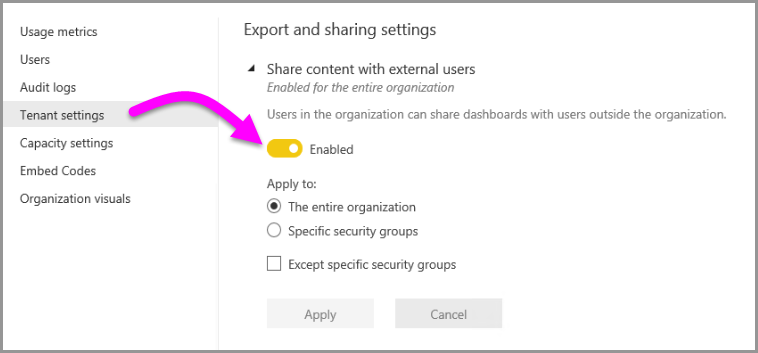 Usage metrics
Users
Audit logs
Tenant settings
Capacity settings
Embed Codes
Organization visuals
Export and sharing settings
Share content with external users
Enabled for the entire organization
Users in the organization can share dashboards with users outside the organization.
Enabled
Apply to:
The entire organization
Specific security groups
Except specific security groups
Apply
Cancel